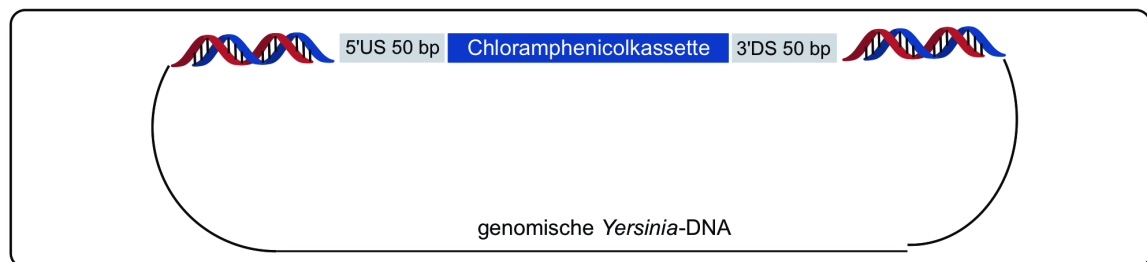 5'US 50 bp Chloramphenicolkassette 3'DS 50 bp
genomische Yersinia-DNA